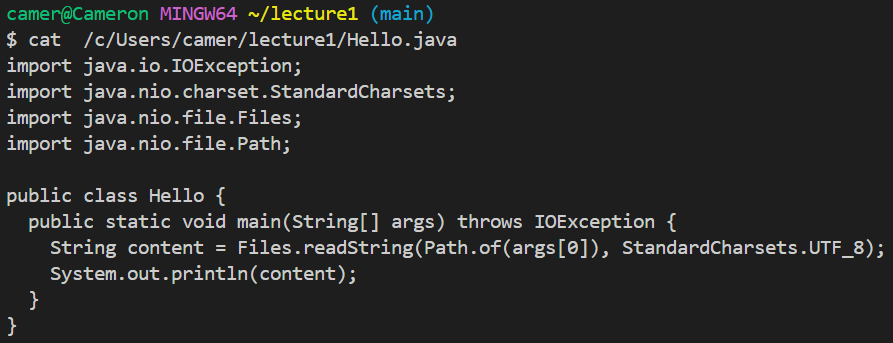 camer@Cameron MINGW64 ~/lecture1 (main)
$ cat  /c/Users/camer/lecture1/Hello.java
import java.io.IOException;
import java.nio.charset.StandardCharsets;
import java.nio.file.Files;
import java.nio.file.Path;

public class Hello {
  public static void main(String[] args) throws IOException {
    String content = Files.readString(Path.of(args[0]), StandardCharsets.UTF_8);
    System.out.println(content);
  }
}